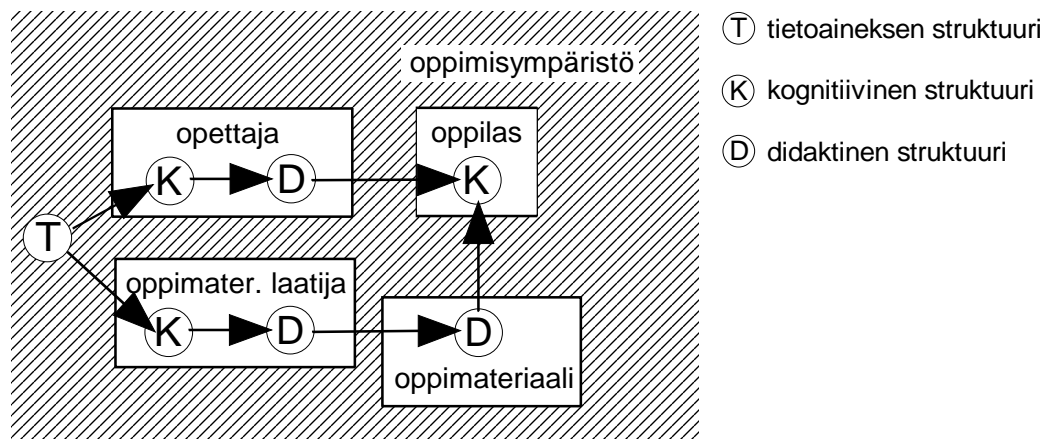 oppimisympäristö
opettaja
K D
oppilas
K
T
oppimater. laatija
K D
D
oppimateriaali
T tietoaineksen struktuuri
K kognitiivinen struktuuri
D didaktinen struktuuri